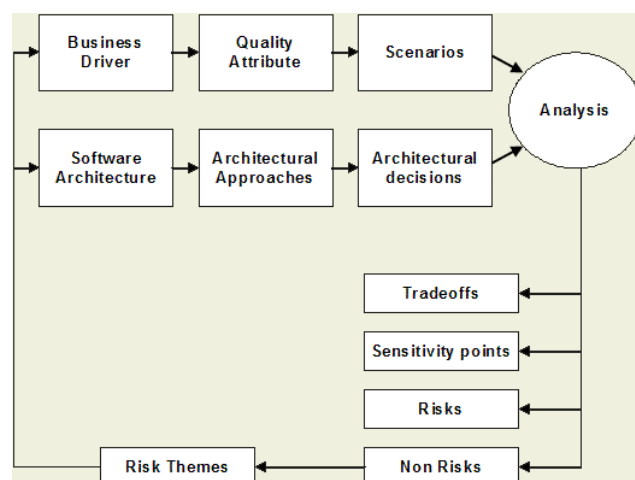 Business
Driver
Quality
Attribute
Scenarios
Analysis
Software
Architecture
Architectural
Approaches
Architectural
decisions
Tradeoffs
Sensitivity points
Risks
Risk Themes
Non Risks